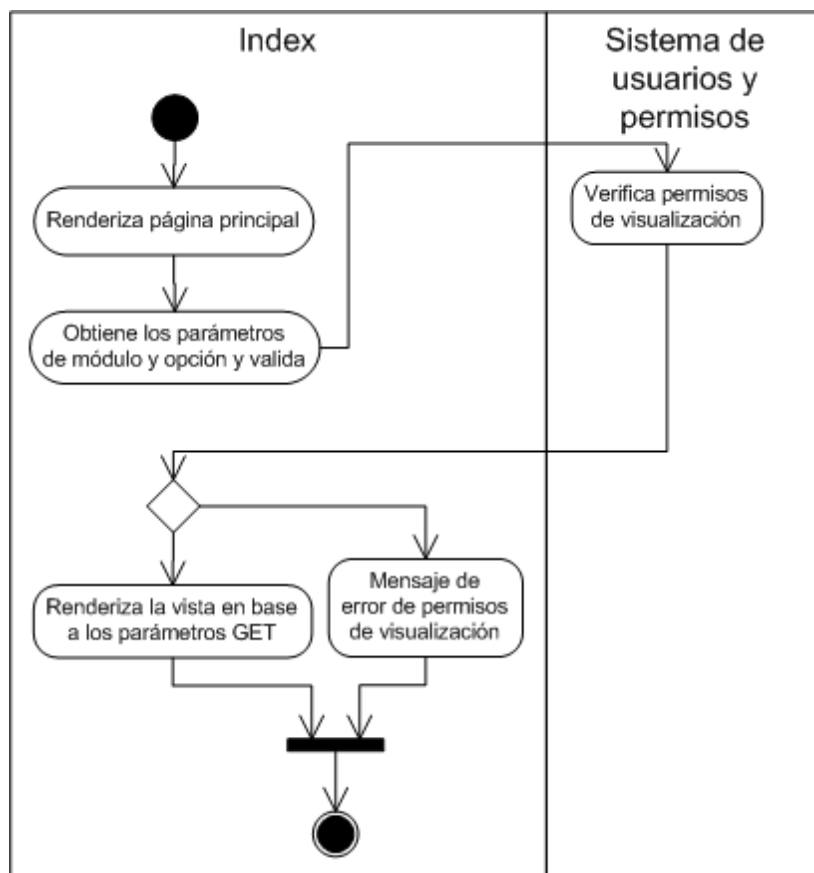 Index
Sistema de
usuarios y
permisos
Renderiza página principal
Verifica permisos
de visualización
Obtiene los parámetros
de módulo y opción y valida
Renderiza la vista en base
a los parámetros GET
Mensaje de
error de permisos
de visualización